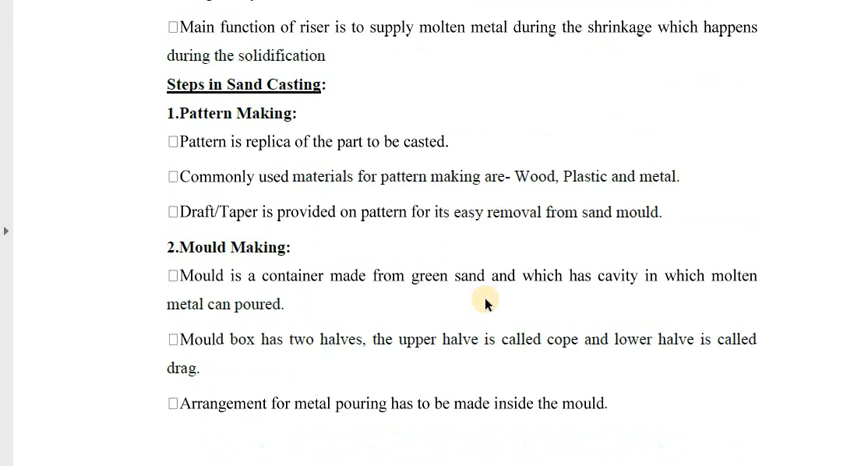 □Main function of riser is to supply molten metal during the shrinkage which happens
during the solidification
Steps in Sand Casting:
1.Pattern Making:
□Pattern is replica of the part to be casted.
□Commonly used materials for pattern making are- Wood, Plastic and metal.
□Draft/Taper is provided on pattern for its easy removal from sand mould.
2.Mould Making:
□Mould is a container made from green sand and which has cavity in which molten
metal can poured.
□Mould box has two halves, the upper halve is called cope and lower halve is called
drag.
□Arrangement for metal pouring has to be made inside the mould.